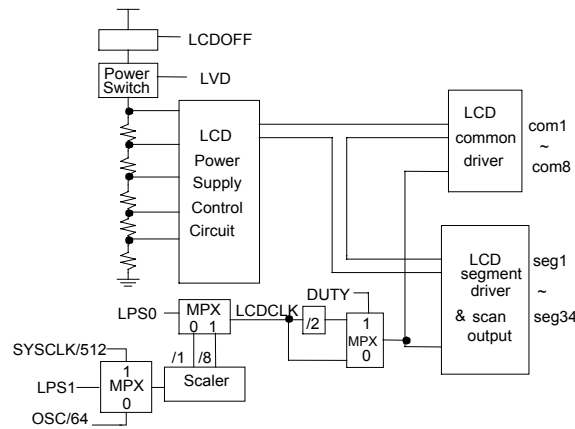 LCDOFF
Power
Switch
LVD
LCD
Power
Supply
Control
Circuit
LCD
common
driver
com1
~
com8
LCD
segment
driver
& scan
output
seg1
~
seg34
DUTY
LPS0
MPX
0 1
LCDCLK
/2
1
MPX
0
/1 /8
SYSCLK/512
LPS1
1
MPX
0
Scaler
OSC/64